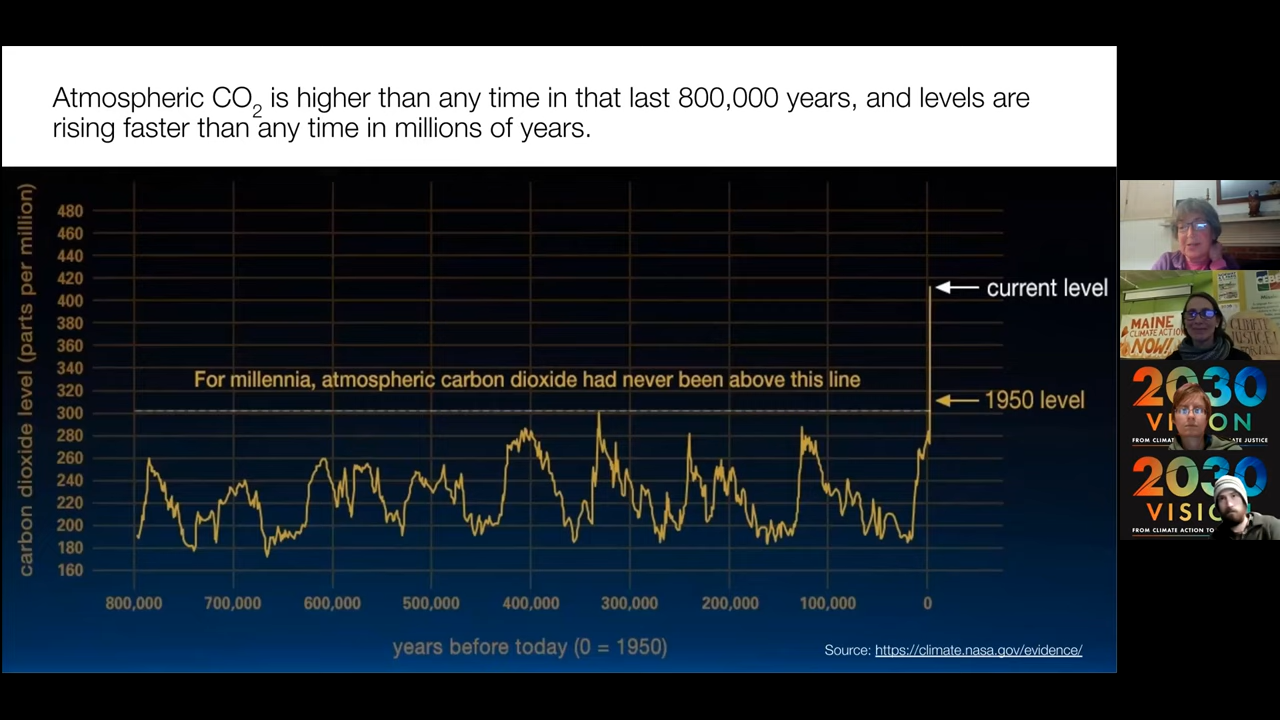 Atmospheric CO2 is higher than any time in that last 800,000 years, and levels are
rising faster than any time in millions of years.
carbon dioxide level (parts per million)
480
460
440
420
400
380
360
340
320
300
280
260
240
220
200
180
160
current level
For millennia, atmospheric carbon dioxide had never been above this line
1950 level
800,000
700,000
600,000
500,000
400,000
300,000
200,000
100,000
0
years before today (0 = 1950)
Source: https://climate.nasa.gov/evidence/
MAINE
CLIMATE ACTION
NOW!
CLIMATE
JUSTICE
2030
VISION
FROM CLIMATE
JUSTICE
2030
VISION
FROM CLIMATE ACTION TO